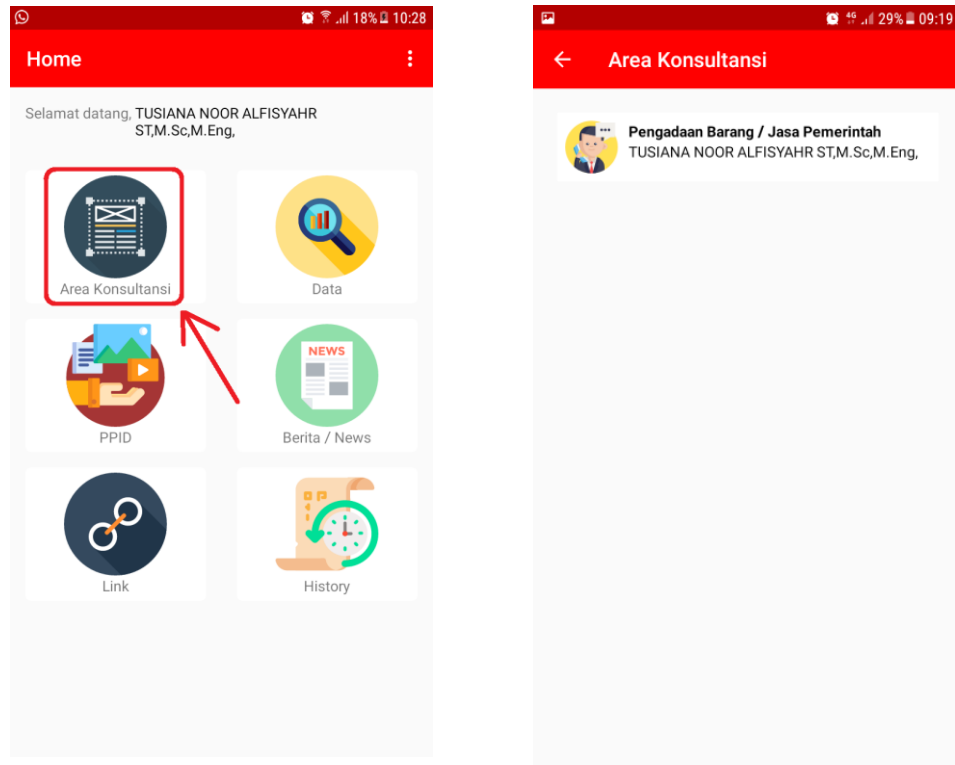 18% 10:28
Home
Selamat datang, TUSIANA NOOR ALFISYAHR
ST,M.Sc,M.Eng,
Area Konsultansi
Data
PPID
NEWS
Berita / News
Link
History
4G 29% 09:19
Area Konsultansi
Pengadaan Barang / Jasa Pemerintah
TUSIANA NOOR ALFISYAHR ST,M.Sc,M.Eng,